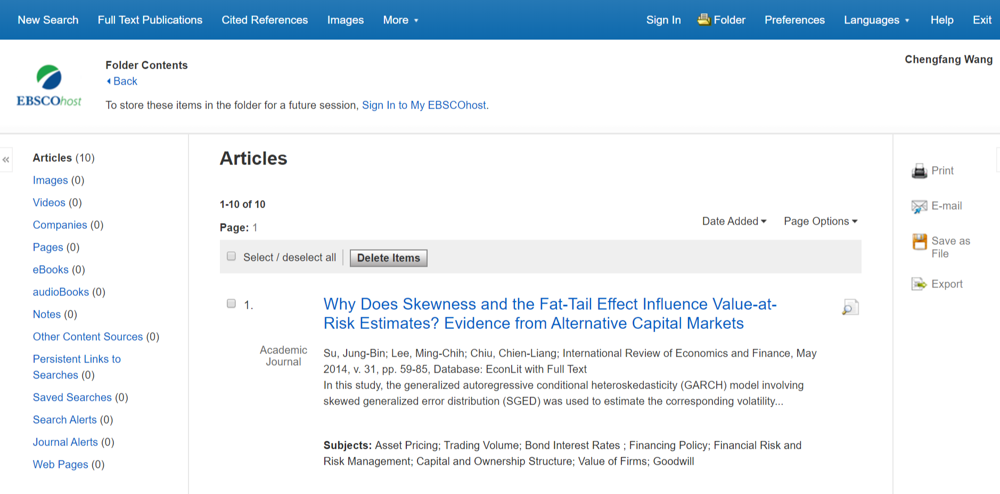 New Search Full Text Publications Cited References Images More Sign In Folder Preferences Languages Help Exit
Chengfang Wang
EBSCOhost
Folder Contents
Back
To store these items in the folder for a future session, Sign In to My EBSCOhost.
«
Articles (10)
Images (0)
Videos (0)
Companies (0)
Pages (0)
eBooks (0)
audioBooks (0)
Notes (0)
Other Content Sources (0)
Persistent Links to
Searches (0)
Saved Searches (0)
Search Alerts (0)
Journal Alerts (0)
Web Pages (0)
Articles
1-10 of 10
Page: 1
Date Added Page Options
Select / deselect all Delete Items
1.
Why Does Skewness and the Fat-Tail Effect Influence Value-at-
Risk Estimates? Evidence from Alternative Capital Markets
Academic
Journal
Su, Jung-Bin; Lee, Ming-Chih; Chiu, Chien-Liang; International Review of Economics and Finance, May
2014, v. 31, pp. 59-85, Database: EconLit with Full Text
In this study, the generalized autoregressive conditional heteroskedasticity (GARCH) model involving
skewed generalized error distribution (SGED) was used to estimate the corresponding volatility...
Subjects: Asset Pricing; Trading Volume; Bond Interest Rates ; Financing Policy; Financial Risk and
Risk Management; Capital and Ownership Structure; Value of Firms; Goodwill
Print
E-mail
Save as
File
Export